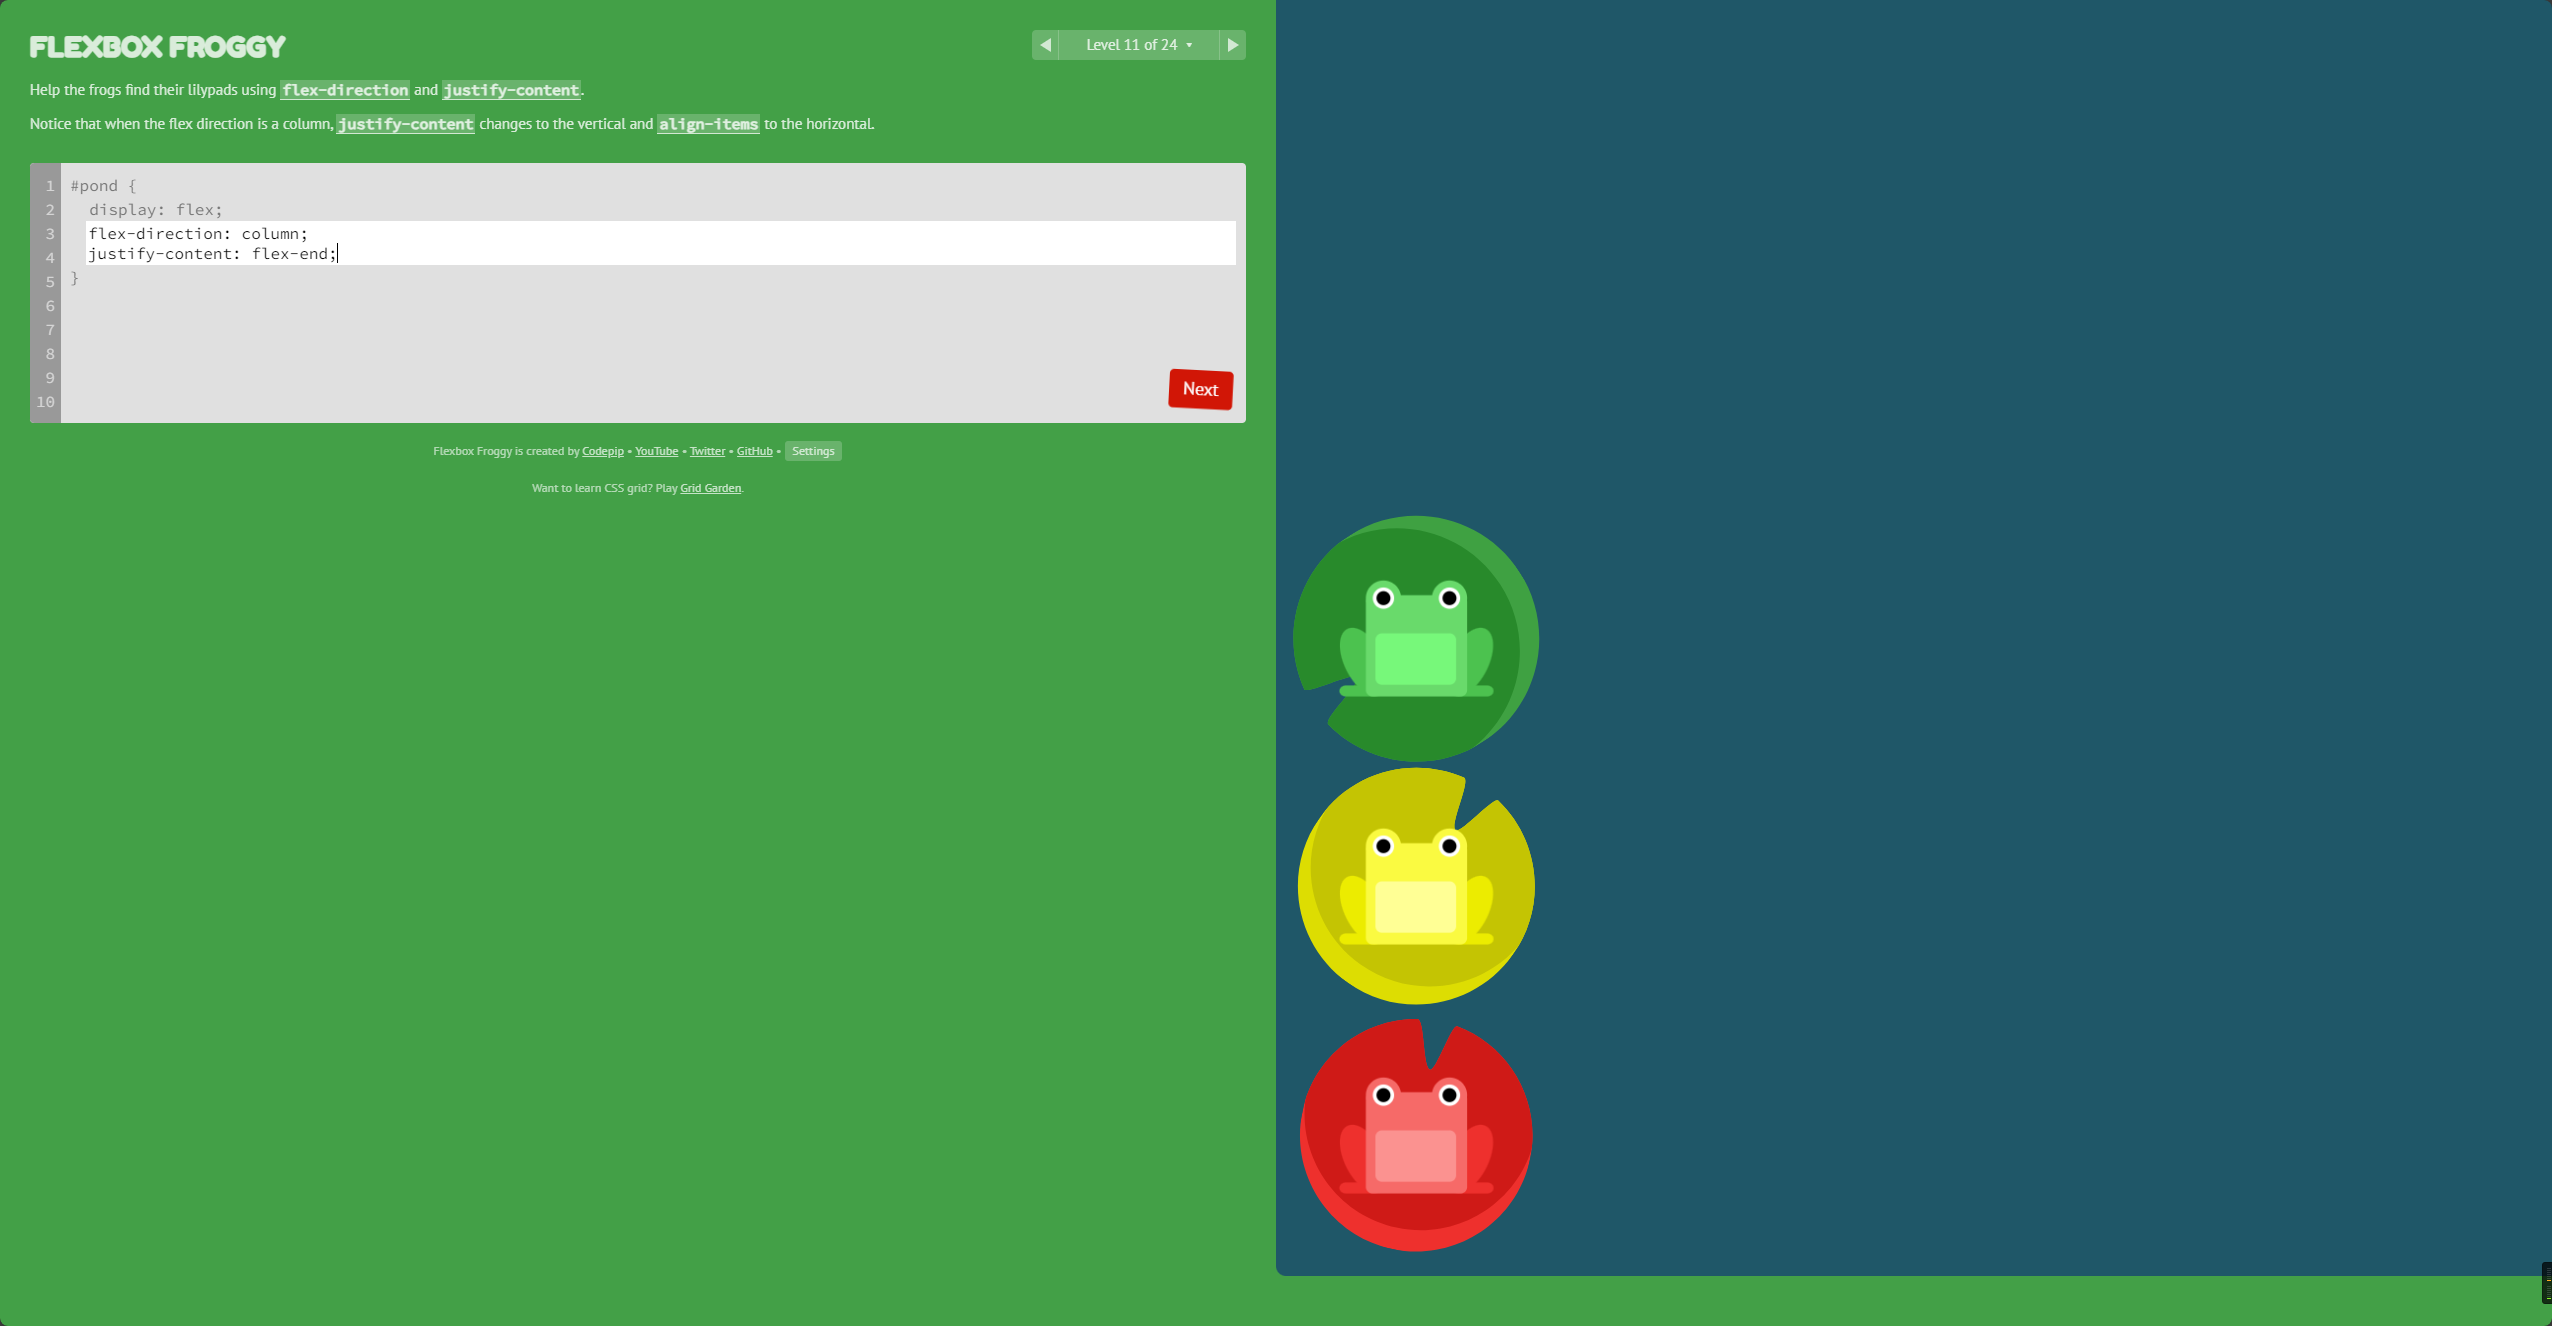 FLEXBOX FROGGY
◀ Level 11 of 24 ▾ ▶
Help the frogs find their lilypads using flex-direction and justify-content.
Notice that when the flex direction is a column, justify-content changes to the vertical and align-items to the horizontal.
1 #pond {
2 display: flex;
3 flex-direction: column;
4 justify-content: flex-end;
5 }
6
7
8
9
10
Next
Flexbox Froggy is created by Codepip • YouTube • Twitter • GitHub • Settings
Want to learn CSS grid? Play Grid Garden.